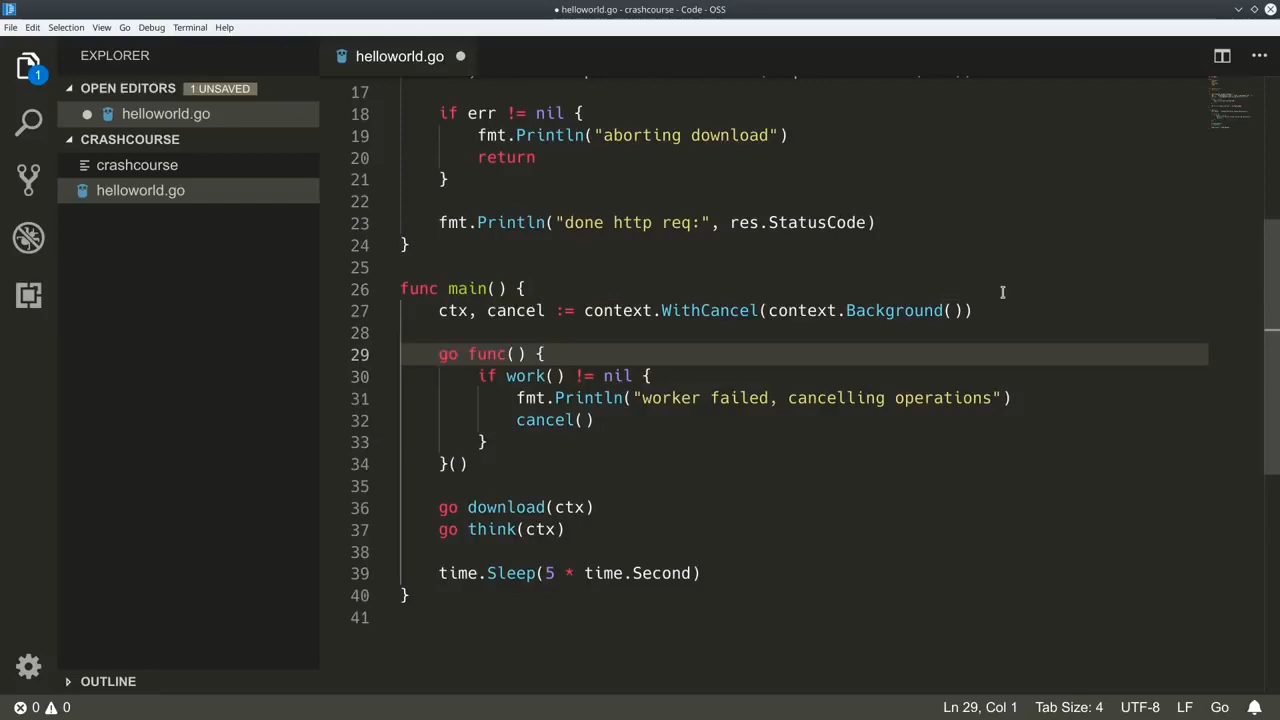 ● helloworld.go - crashcourse - Code - OSS
File Edit Selection View Go Debug Terminal Help
EXPLORER
OPEN EDITORS 1 UNSAVED
helloworld.go
CRASHCOURSE
crashcourse
helloworld.go
OUTLINE
1
helloworld.go ●
17
18 if err != nil {
19 fmt.Println("aborting download")
20 return
21 }
22
23 fmt.Println("done http req:", res.StatusCode)
24 }
25
26 func main() {
27 ctx, cancel := context.WithCancel(context.Background())
28
29 go func() {
30 if work() != nil {
31 fmt.Println("worker failed, cancelling operations")
32 cancel()
33 }
34 }()
35
36 go download(ctx)
37 go think(ctx)
38
39 time.Sleep(5 * time.Second)
40 }
41
0 0 Ln 29, Col 1 Tab Size: 4 UTF-8 LF Go